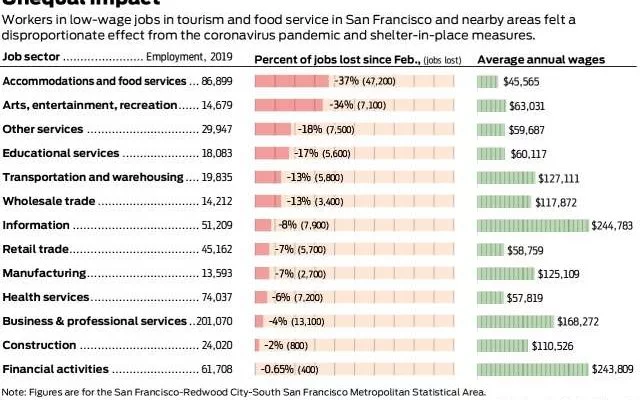 Unequal impact
Workers in low-wage jobs in tourism and food service in San Francisco and nearby areas felt a
disproportionate effect from the coronavirus pandemic and shelter-in-place measures.
Job sector ...................... Employment, 2019 Percent of jobs lost since Feb., (jobs lost) Average annual wages
Accommodations and food services ... 86,899 -37% (47,200) $45,565
Arts, entertainment, recreation..... 14,679 -34% (7,100) $63,031
Other services ............................ 29,947 -18% (7,500) $59,687
Educational services ..................... 18,083 -17% (5,600) $60,117
Transportation and warehousing .... 19,835 -13% (5,800) $127,111
Wholesale trade .......................... 14,212 -13% (3,400) $117,872
Information ................................ 51,209 -8% (7,900) $244,783
Retail trade................................. 45,162 -7% (5,700) $58,759
Manufacturing............................ 13,593 -7% (2,700) $125,109
Health services............................ 74,037 -6% (7,200) $57,819
Business & professional services ..201,070 -4% (13,100) $168,272
Construction .............................. 24,020 -2% (800) $110,526
Financial activities ....................... 61,708 -0.65% (400) $243,809
Note: Figures are for the San Francisco-Redwood City-South San Francisco Metropolitan Statistical Area.